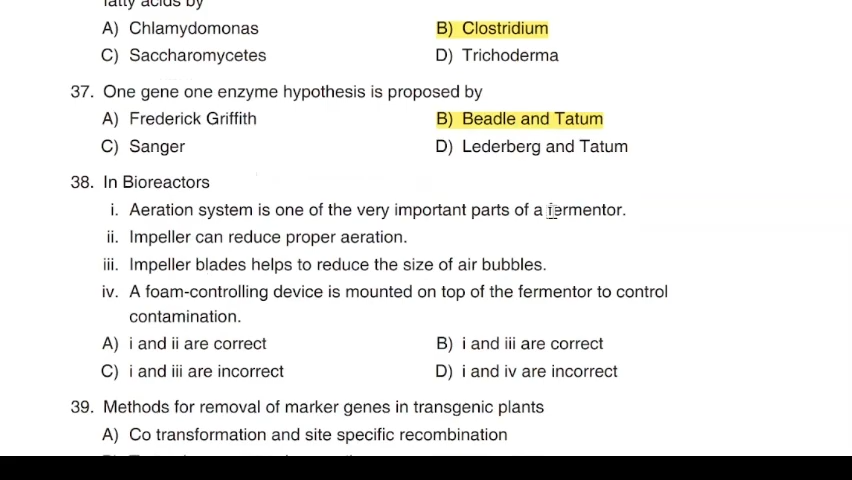 fatty acids by
A) Chlamydomonas B) Clostridium
C) Saccharomycetes D) Trichoderma
37. One gene one enzyme hypothesis is proposed by
A) Frederick Griffith B) Beadle and Tatum
C) Sanger D) Lederberg and Tatum
38. In Bioreactors
i. Aeration system is one of the very important parts of a fermentor.
ii. Impeller can reduce proper aeration.
iii. Impeller blades helps to reduce the size of air bubbles.
iv. A foam-controlling device is mounted on top of the fermentor to control
contamination.
A) i and ii are correct B) i and iii are correct
C) i and iii are incorrect D) i and iv are incorrect
39. Methods for removal of marker genes in transgenic plants
A) Co transformation and site specific recombination